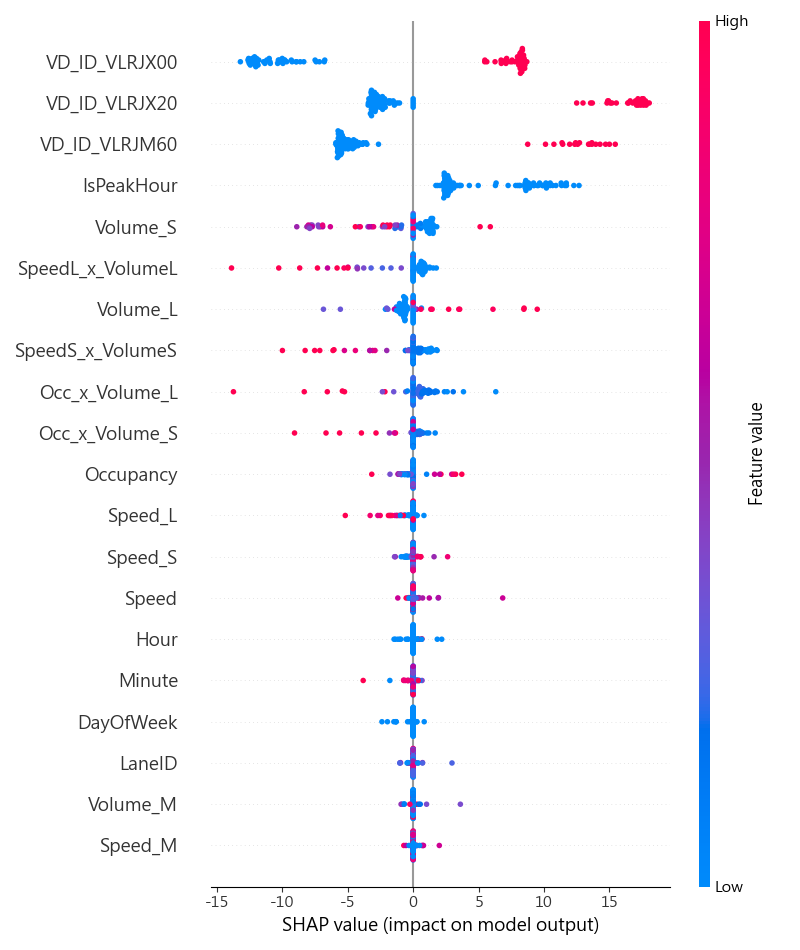 High
VD_ID_VLRJX00
VD_ID_VLRJX20
VD_ID_VLRJM60
IsPeakHour
Volume_S
SpeedL_x_VolumeL
Volume_L
SpeedS_x_VolumeS
Occ_x_Volume_L
Occ_x_Volume_S
Occupancy
Speed_L
Speed_S
Speed
Hour
Minute
DayOfWeek
LaneID
Volume_M
Speed_M
Feature value
Low
-15 -10 -5 0 5 10 15
SHAP value (impact on model output)